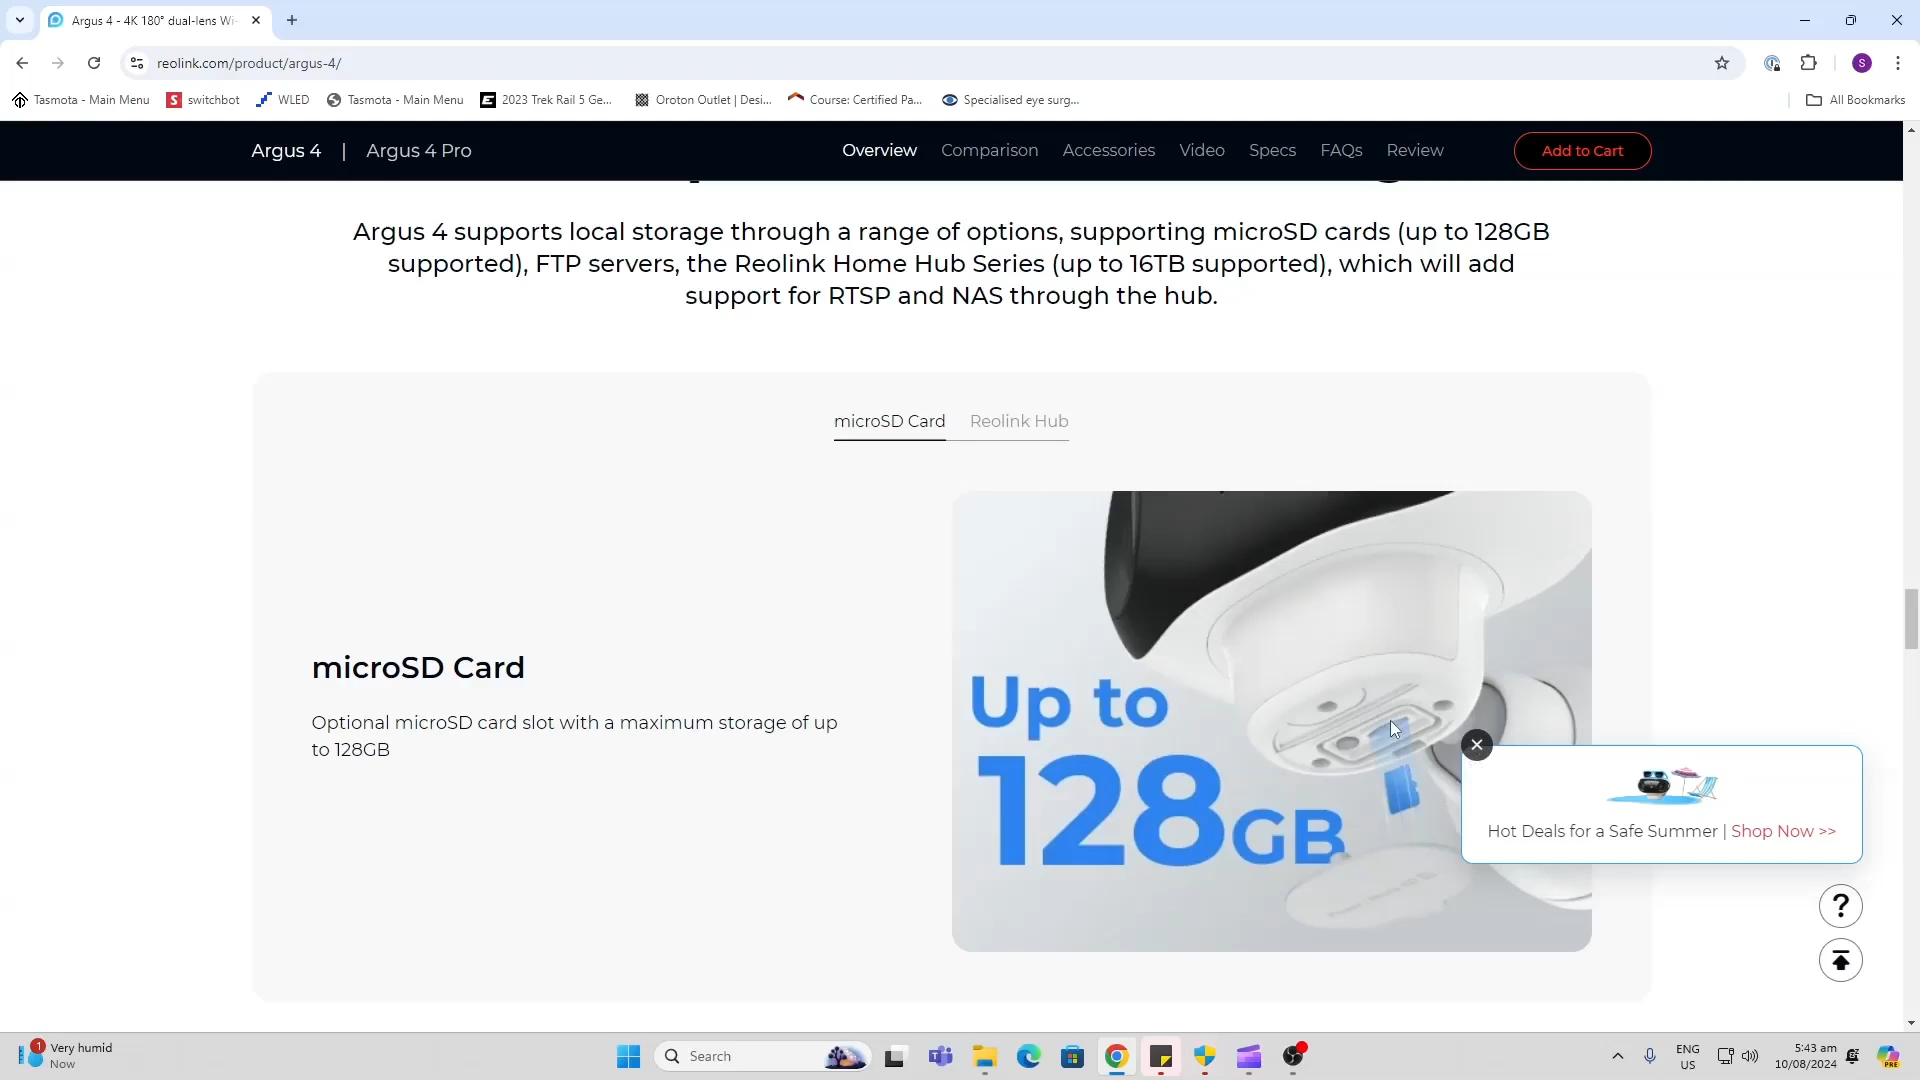 Argus 4 - 4K 180° dual-lens Wi-
reolink.com/product/argus-4/
S
Tasmota - Main Menu
switchbot
WLED
Tasmota - Main Menu
2023 Trek Rail 5 Ge...
Oroton Outlet | Desi...
Course: Certified Pa...
Specialised eye surg...
All Bookmarks
Argus 4 | Argus 4 Pro
Overview
Comparison
Accessories
Video
Specs
FAQs
Review
Add to Cart
Argus 4 supports local storage through a range of options, supporting microSD cards (up to 128GB
supported), FTP servers, the Reolink Home Hub Series (up to 16TB supported), which will add
support for RTSP and NAS through the hub.
microSD Card
Reolink Hub
microSD Card
Optional microSD card slot with a maximum storage of up
to 128GB
Up to
128GB
Hot Deals for a Safe Summer | Shop Now >>
?
1
Very humid
Now
Search
ENG
US
5:43 am
10/08/2024
PRE